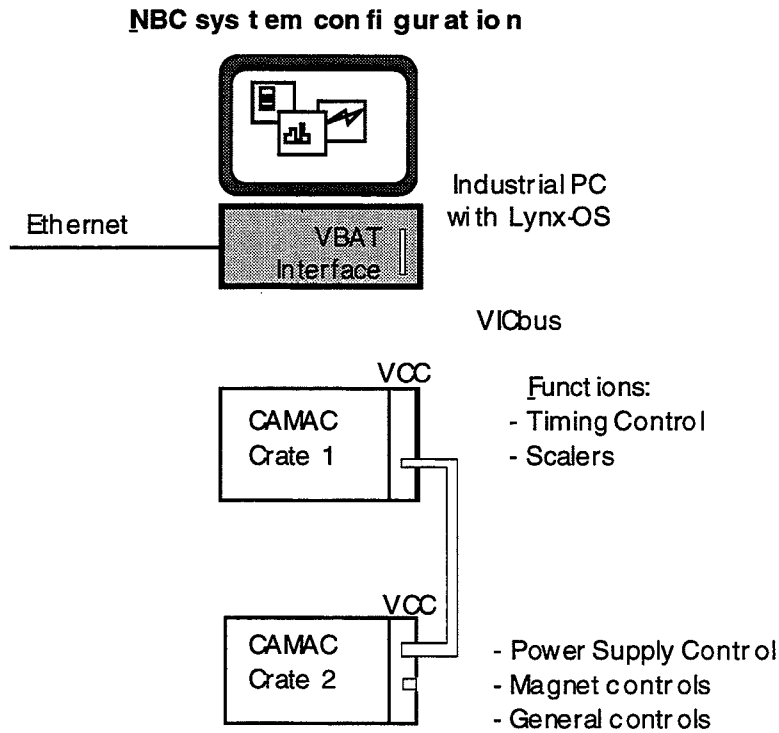 NBC system configuration
Ethernet
VBAT
Interface
Industrial PC
with Lynx-OS
VICbus
VCC
CAMAC
Crate 1
Functions:
- Timing Control
- Scalers
VCC
CAMAC
Crate 2
- Power Supply Control
- Magnet controls
- General controls